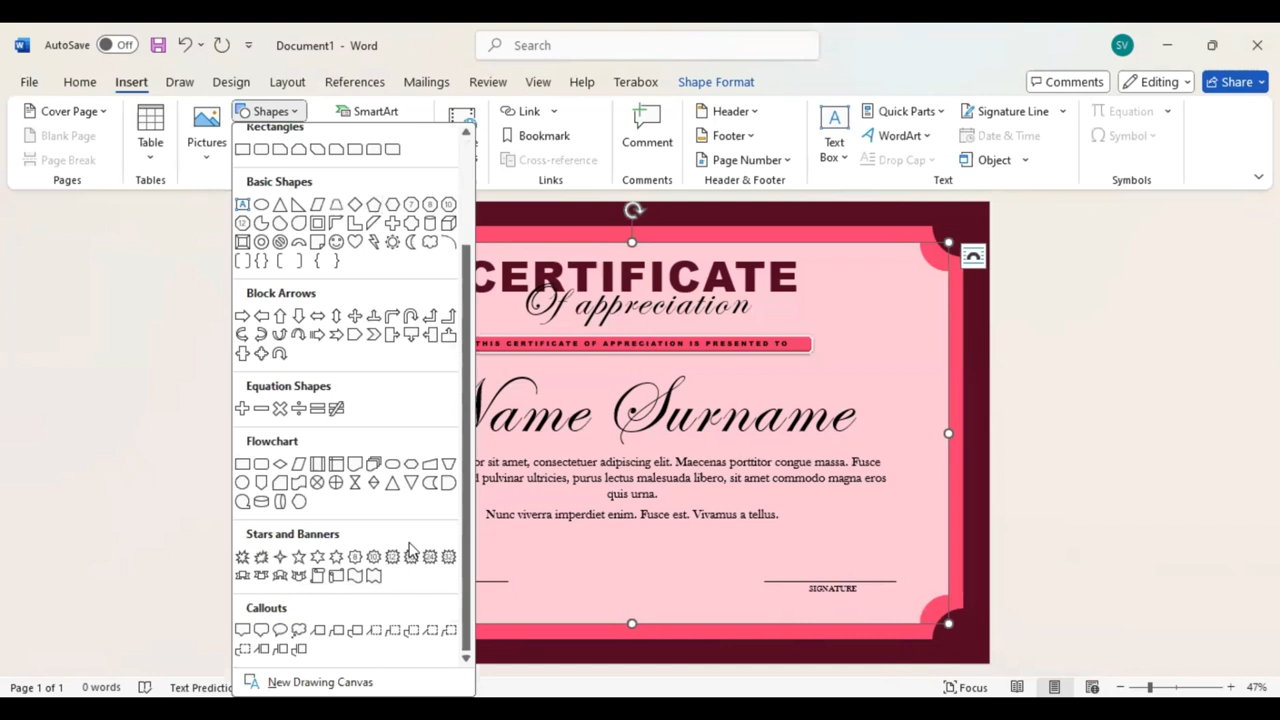 AutoSave Off Document1 - Word Search SV
File Home Insert Draw Design Layout References Mailings Review View Help Terabox Shape Format Comments Editing Share
Cover Page Shapes SmartArt Link Header Quick Parts Signature Line Equation
Blank Page Bookmark Footer WordArt Date & Time Symbol
Page Break Table Pictures Cross-reference Comment Page Number Text Box Drop Cap Object
Pages Tables Links Comments Header & Footer Text Symbols
Rectangles
Basic Shapes
Block Arrows
Equation Shapes
Flowchart
Stars and Banners
Callouts
New Drawing Canvas
CERTIFICATE
Of appreciation
THIS CERTIFICATE OF APPRECIATION IS PRESENTED TO
Name Surname
or sit amet, consectetuer adipiscing elit. Maecenas porttitor congue massa. Fusce
pulvinar ultricies, purus lectus malesuada libero, sit amet commodo magna eros
quis urna.
Nunc viverra imperdiet enim. Fusce est. Vivamus a tellus.
SIGNATURE
Page 1 of 1 0 words Text Predictio Focus 47%